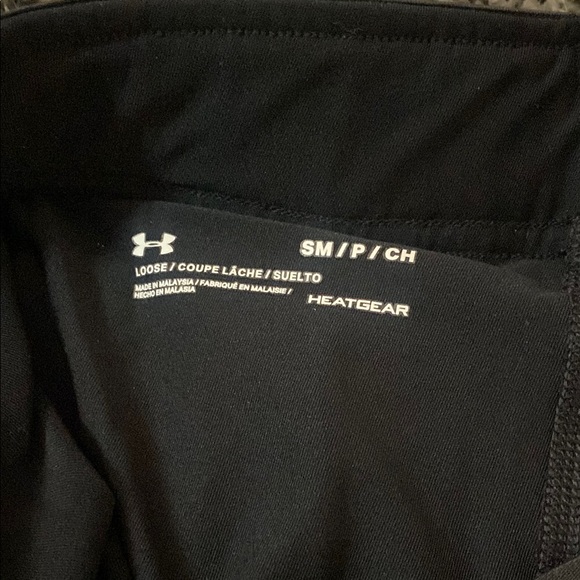 SM/P/CH
LOOSE / COUPE LÂCHE / SUELTO
MADE IN MALAYSIA / FABRIQUÉ EN MALAISIE /
HECHO EN MALASIA
HEATGEAR